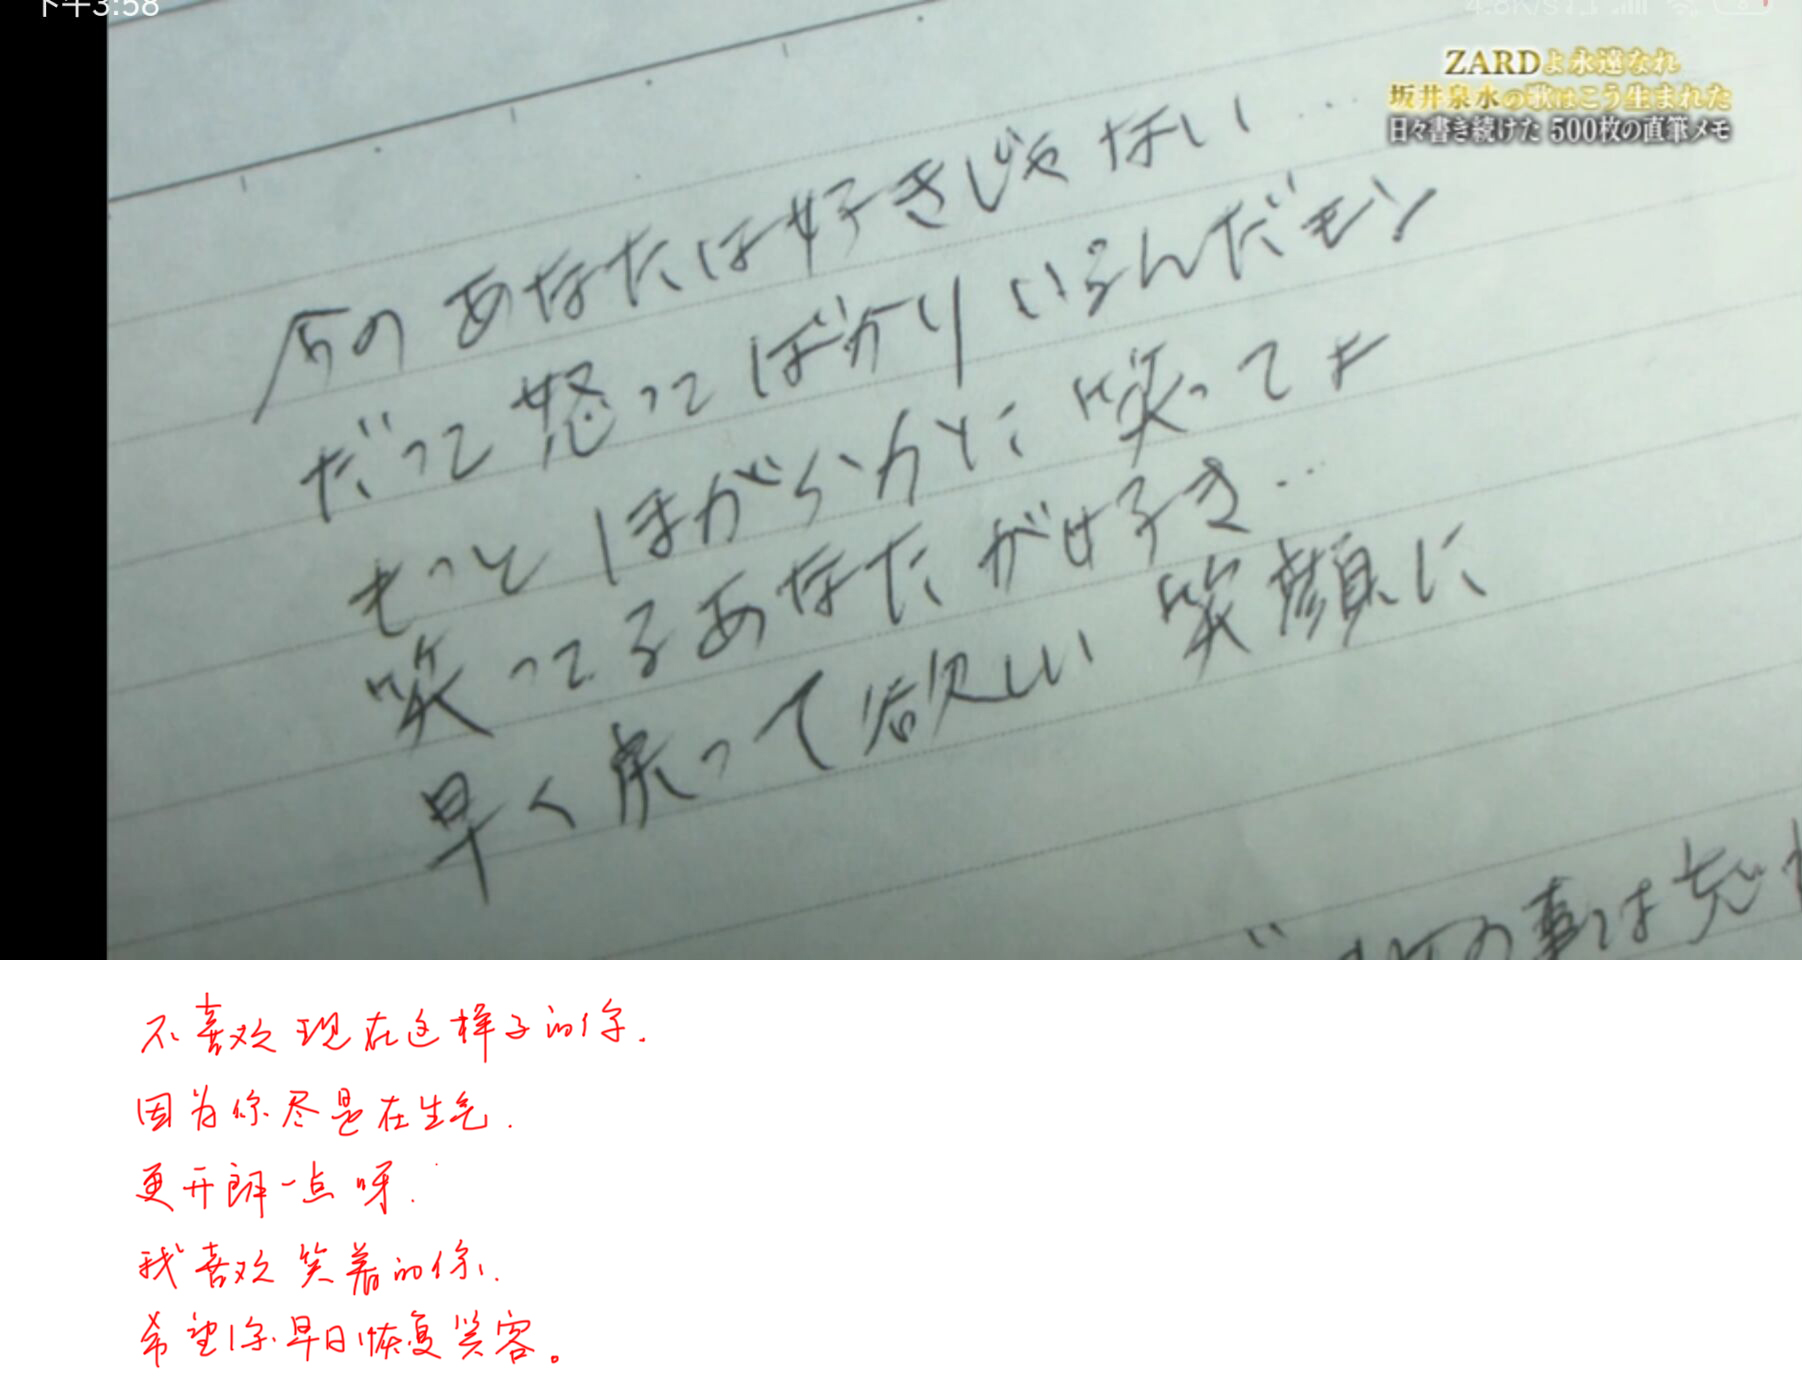 下午3:58
4.8K/s
ZARDよ永遠なれ
坂井泉水の歌はこう生まれた
日々書き続けた 500枚の直筆メモ
今のあなたは好きじゃない…
だって怒ってばかりいるんだモン
もっとほがらかに笑ってよ
笑ってるあなたが好き…
早く戻って欲しい笑顔に
の事は忘れ
不喜欢现在这样子的你.
因为你尽是在生气.
更开朗一点呀.
我喜欢笑着的你.
希望你早日恢复笑容。